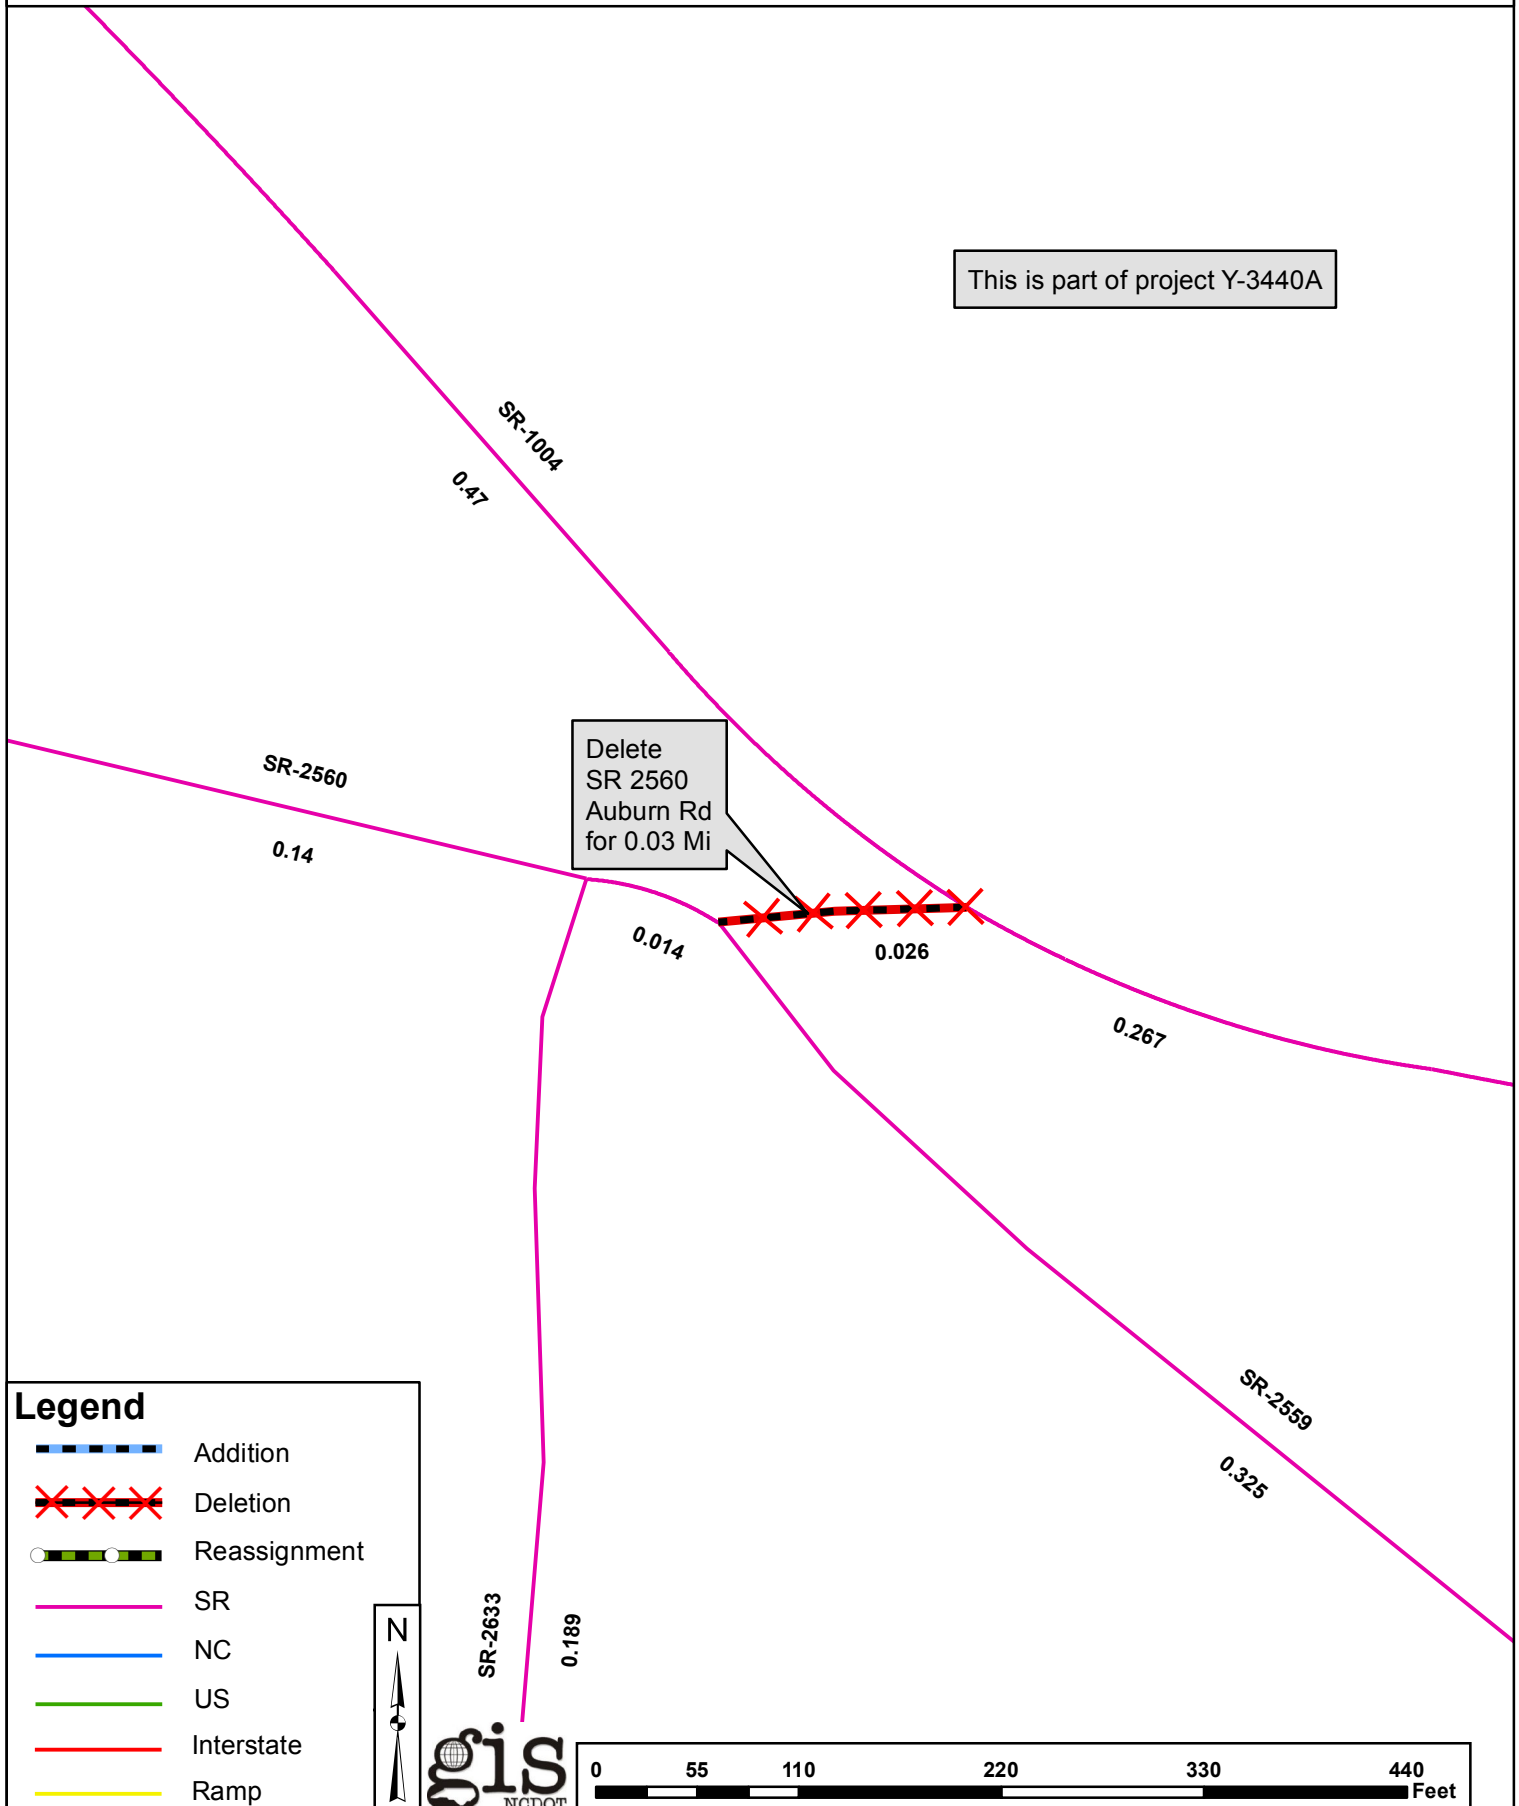 This is part of project Y-3440A
SR-1004
0.47
SR-2560
0.14
Delete
SR 2560
Auburn Rd
for 0.03 Mi
0.014
0.026
0.267
SR-2559
0.325
SR-2633
0.189
Legend
Addition
Deletion
Reassignment
SR
NC
US
Interstate
Ramp
N
gis
NCDOT
0 55 110 220 330 440
Feet